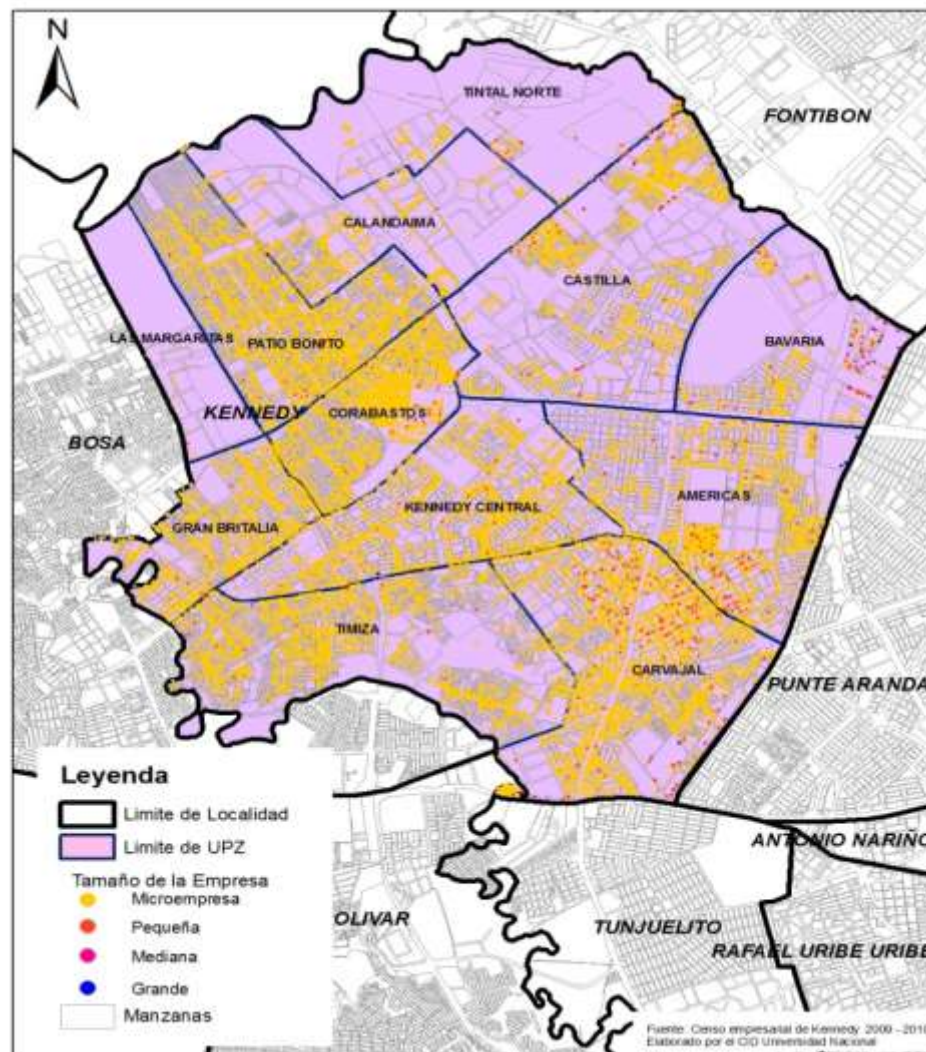 N
TINTAL NORTE
FONTIBON
CALANDAIMA
CASTILLA
LAS MARGARITAS
PATIO BONITO
BAVARIA
KENNEDY
CORABASTOS
BOSA
AMERICAS
KENNEDY CENTRAL
GRAN BRITALIA
TIMIZA
CARVAJAL
PUNTE ARANDA
Leyenda
Limite de Localidad
Limite de UPZ
Tamaño de la Empresa
Microempresa
Pequeña
Mediana
Grande
Manzanas
OLIVAR
ANTONIO NARIÑO
TUNJUELITO
RAFAEL URIBE URIBE
Fuente: Censo empresarial de Kennedy 2009 - 2010
Elaborado por el CID Universidad Nacional